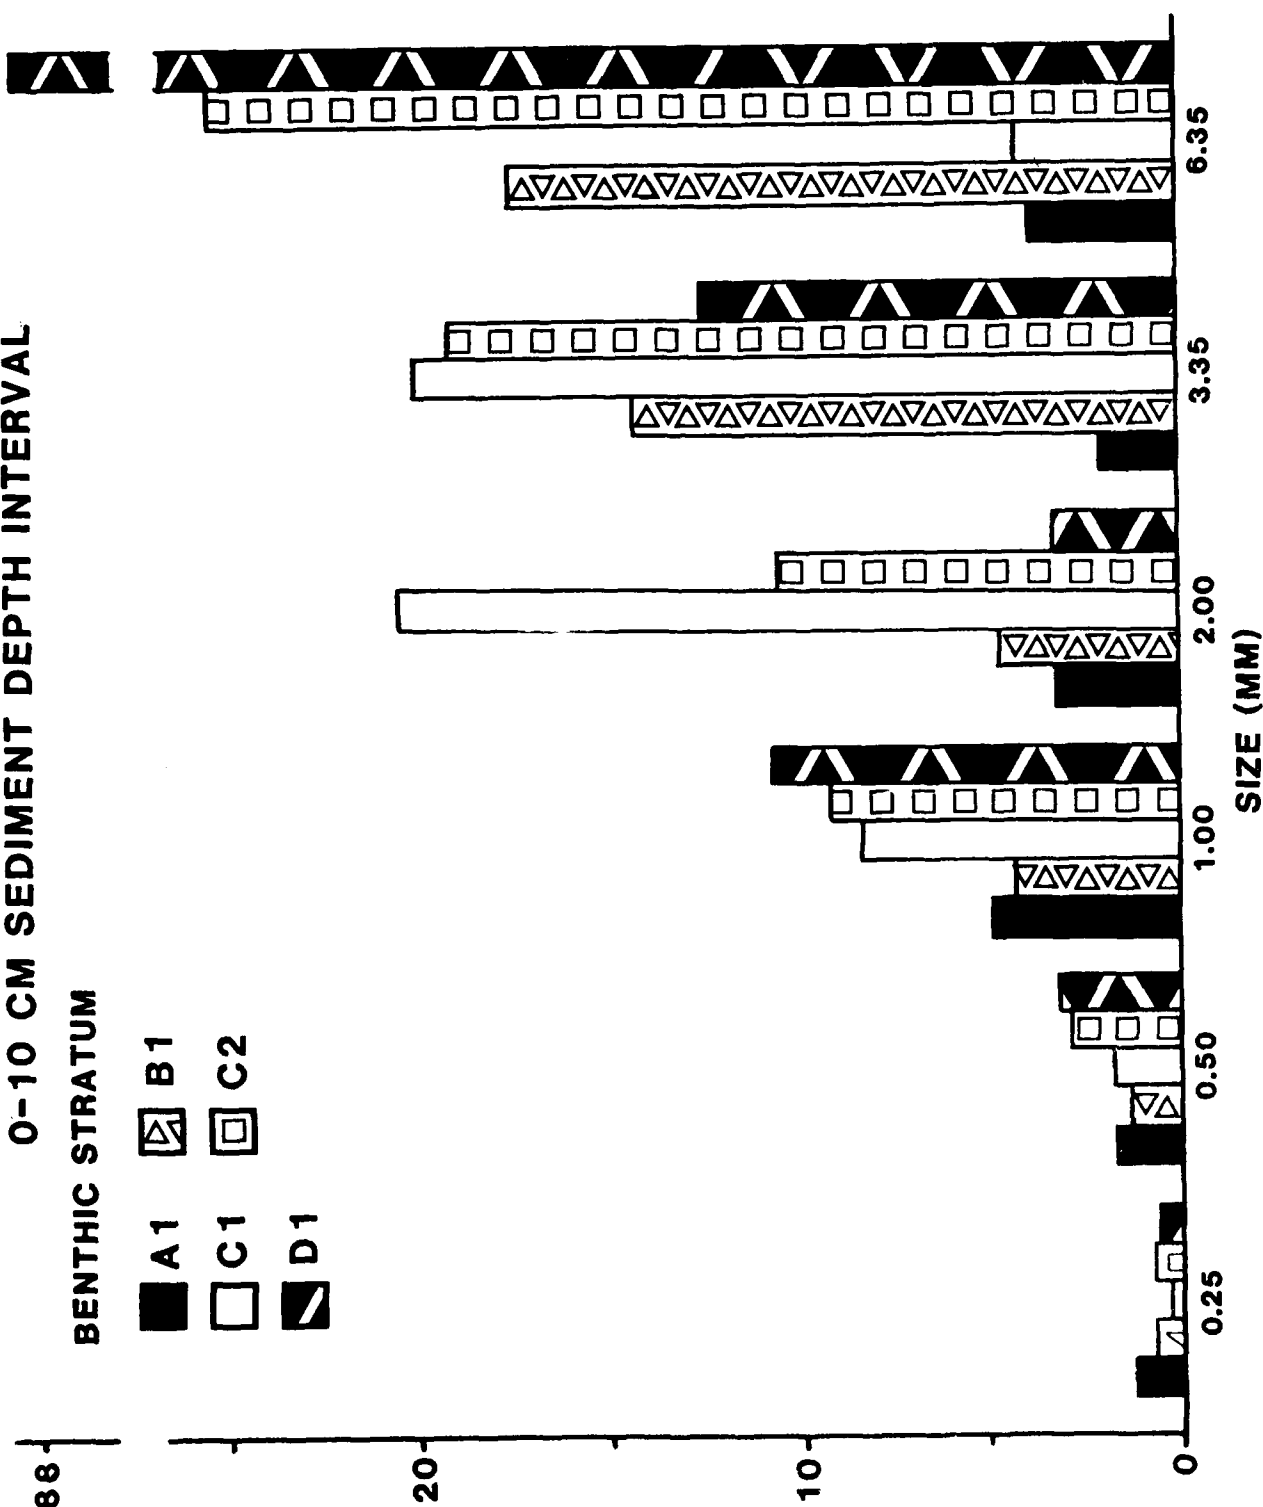 0-10 CM SEDIMENT DEPTH INTERVAL
BENTHIC STRATUM
A1 B1
C1 C2
D1
88
20
10
0
0.25 0.50 1.00 2.00 3.35 6.35
SIZE (MM)